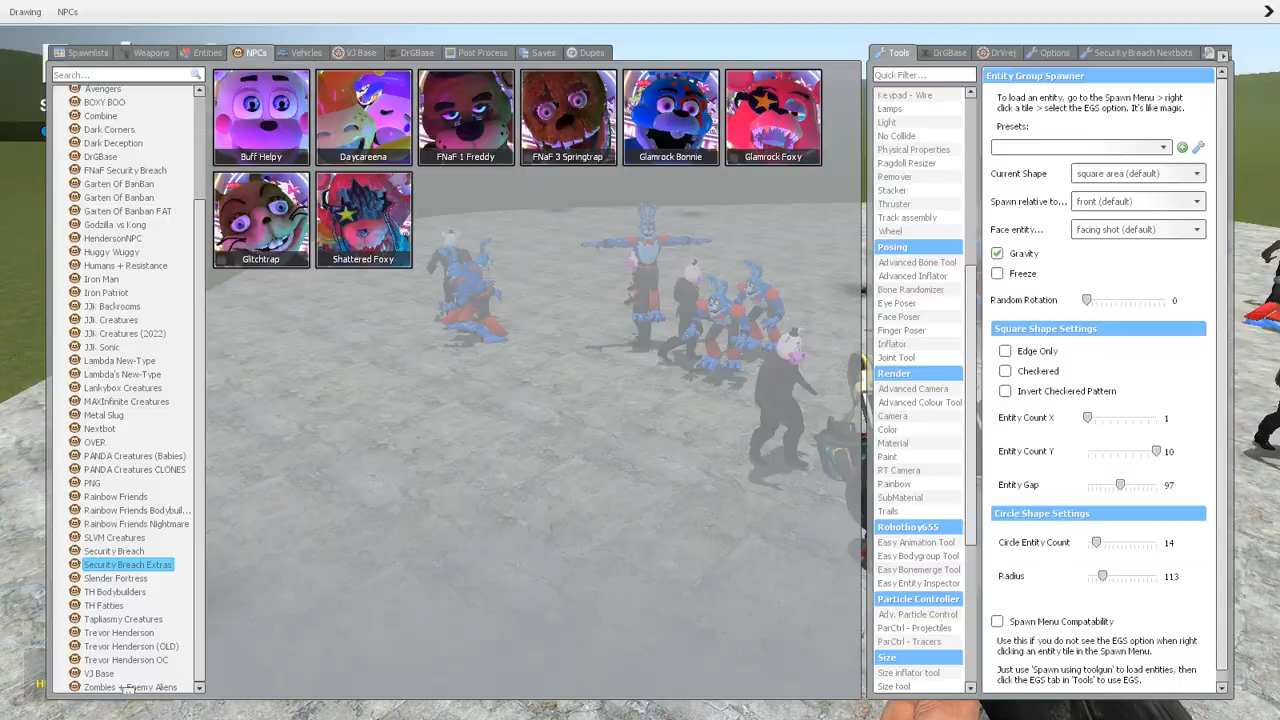 Drawing NPCs
Spawnlists Weapons Entities NPCs Vehicles VJ Base DrGBase Post Process Saves Dupes
Search...
Avengers
BOXY BOO
Combine
Dark Corners
Dark Deception
DrGBase
FNaF Security Breach
Garten Of BanBan
Garten Of Banban
Garten Of Banban FAT
Godzilla vs Kong
HendersonNPC
Huggy Wuggy
Humans + Resistance
Iron Man
Iron Patriot
JJK Backrooms
JJK Creatures
JJK Creatures (2022)
JJK Sonic
Lambda New-Type
Lambda's New-Type
Lankybox Creatures
MAXInfinite Creatures
Metal Slug
Nextbot
OVER
PANDA Creatures (Babies)
PANDA Creatures CLONES
PNG
Rainbow Friends
Rainbow Friends Bodybuil...
Rainbow Friends Nightmare
SLVM Creatures
Security Breach
Security Breach Extras
Slender Fortress
TH Bodybuilders
TH Fatties
Tapliasmy Creatures
Trevor Henderson
Trevor Henderson (OLD)
Trevor Henderson OC
VJ Base
Zombies + Enemy Aliens
Buff Helpy
Daycareena
FNaF 1 Freddy
FNaF 3 Springtrap
Glamrock Bonnie
Glamrock Foxy
Glitchtrap
Shattered Foxy
Tools DrGBase DrVrej Options Security Breach Nextbots
Quick Filter...
Keypad - Wire
Lamps
Light
No Collide
Physical Properties
Ragdoll Resizer
Remover
Stacker
Thruster
Track assembly
Wheel
Posing
Advanced Bone Tool
Advanced Inflator
Bone Randomizer
Eye Poser
Face Poser
Finger Poser
Inflator
Joint Tool
Render
Advanced Camera
Advanced Colour Tool
Camera
Color
Material
Paint
RT Camera
Rainbow
SubMaterial
Trails
Robotboy655
Easy Animation Tool
Easy Bodygroup Tool
Easy Bonemerge Tool
Easy Entity Inspector
Particle Controller
Adv. Particle Control
ParCtrl - Projectiles
ParCtrl - Tracers
Size
Size inflator tool
Size tool
Entity Group Spawner
To load an entity, go to the Spawn Menu > right
click a tile > select the EGS option. It's like magic.
Presets:
Current Shape square area (default)
Spawn relative to... front (default)
Face entity... facing shot (default)
Gravity
Freeze
Random Rotation 0
Square Shape Settings
Edge Only
Checkered
Invert Checkered Pattern
Entity Count X 1
Entity Count Y 10
Entity Gap 97
Circle Shape Settings
Circle Entity Count 14
Radius 113
Spawn Menu Compatability
Use this if you do not see the EGS option when right
clicking an entity tile in the Spawn Menu.
Just use 'Spawn using toolgun' to load entities, then
click the EGS tab in 'Tools' to use EGS.